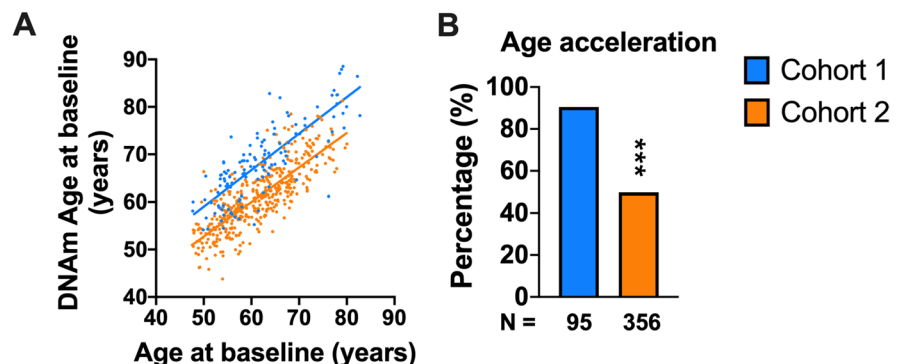 A
DNAm Age at baseline
(years)
90
80
70
60
50
40
40 50 60 70 80 90
Age at baseline (years)
B
Age acceleration
Percentage (%)
100
80
60
40
20
0
***
N = 95 356
Cohort 1
Cohort 2